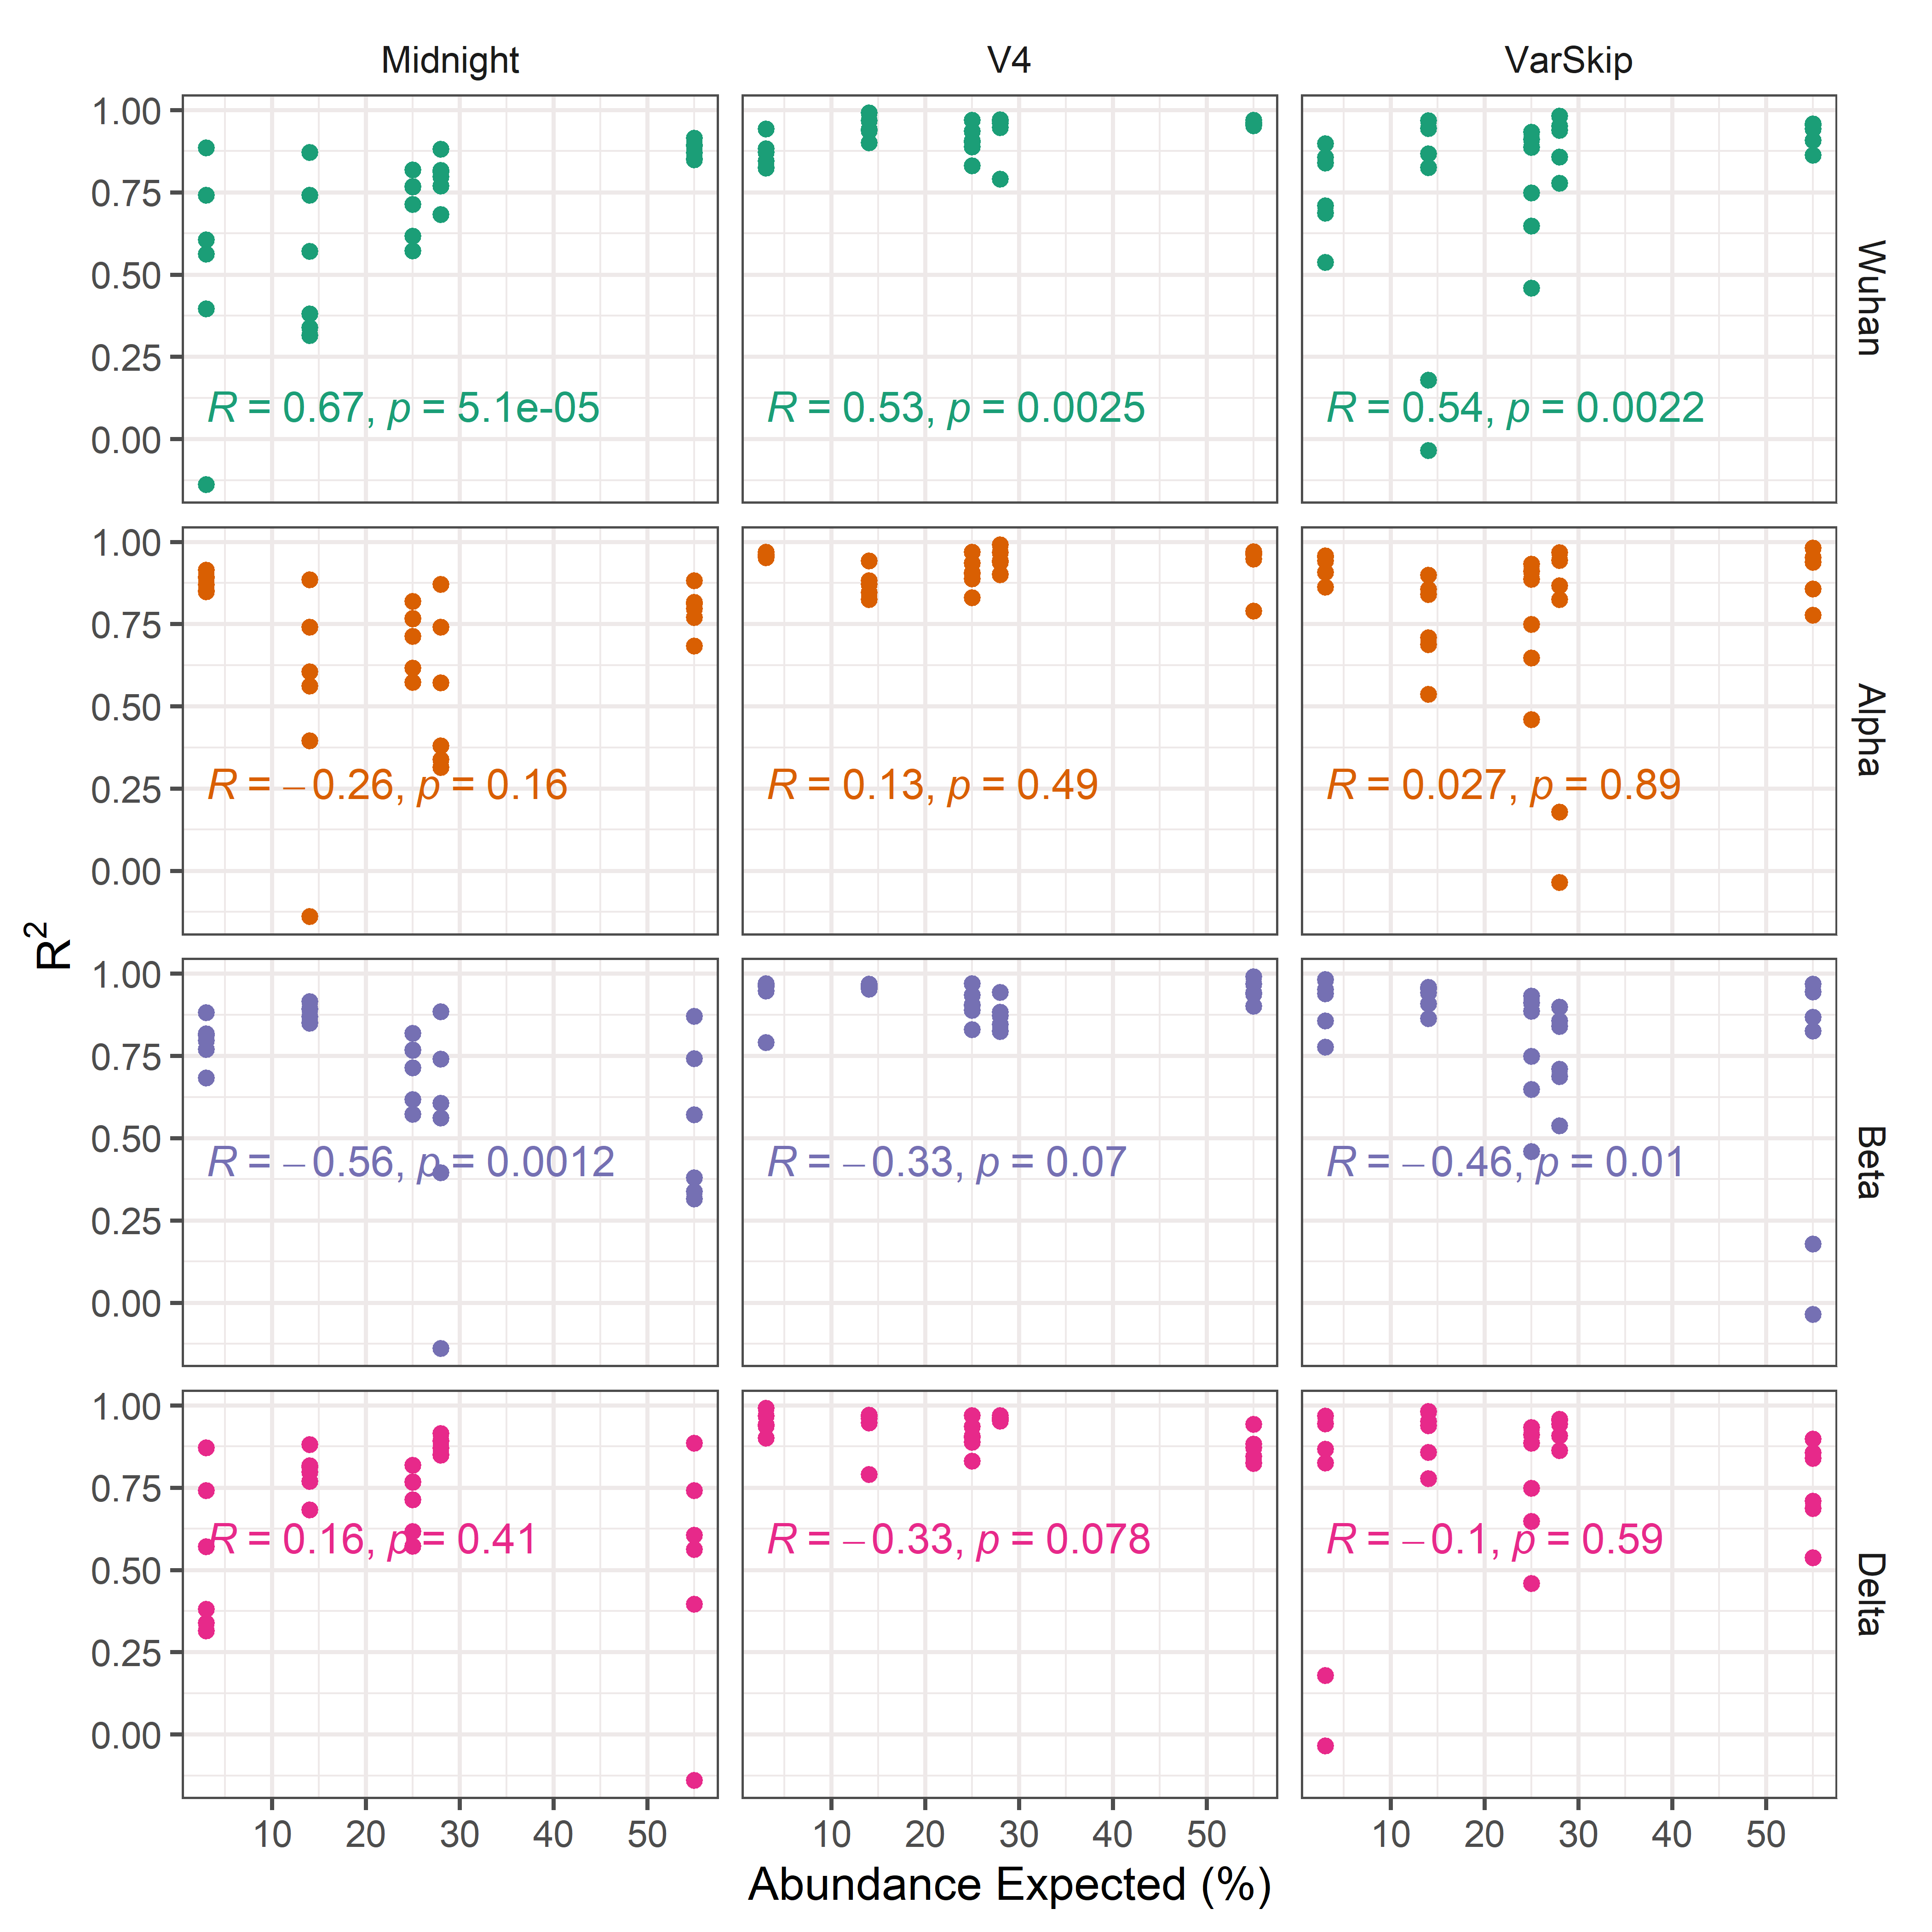 Midnight V4 VarSkip
1.00
0.75
0.50
0.25
0.00
R = 0.67, p = 5.1e-05
R = 0.53, p = 0.0025
R = 0.54, p = 0.0022
Wuhan
1.00
0.75
0.50
0.25
0.00
R = −0.26, p = 0.16
R = 0.13, p = 0.49
R = 0.027, p = 0.89
Alpha
R²
1.00
0.75
0.50
0.25
0.00
R = −0.56, p = 0.0012
R = −0.33, p = 0.07
R = −0.46, p = 0.01
Beta
1.00
0.75
0.50
0.25
0.00
R = 0.16, p = 0.41
R = −0.33, p = 0.078
R = −0.1, p = 0.59
Delta
10 20 30 40 50 10 20 30 40 50 10 20 30 40 50
Abundance Expected (%)